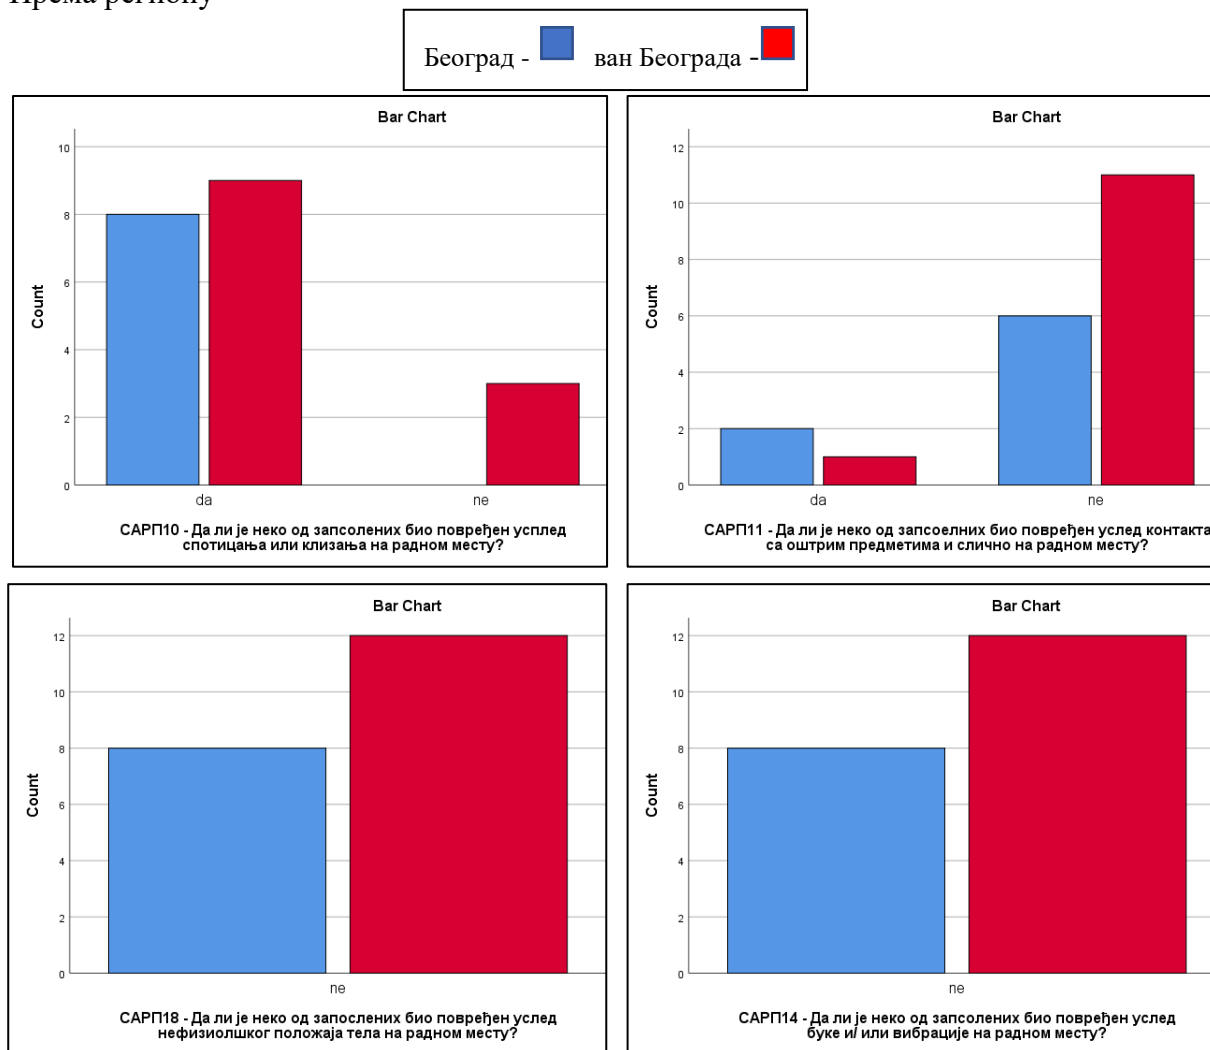 Према региону
Београд - ван Београда -
Bar Chart
10
8
6
4
2
0
Count
da ne
САРП10 - Да ли је неко од запсолених био повређен усплед
спотицања или клизања на радном месту?
Bar Chart
12
10
8
6
4
2
0
Count
da ne
САРП11 - Да ли је неко од запсоелних био повређен услед контакта
са оштрим предметима и слично на радном месту?
Bar Chart
12
10
8
6
4
2
0
Count
ne
САРП18 - Да ли је неко од запослених био повређен услед
нефизиолшког положаја тела на радном месту?
Bar Chart
12
10
8
6
4
2
0
Count
ne
САРП14 - Да ли је неко од запсолених био повређен услед
буке и/ или вибрације на радном месту?